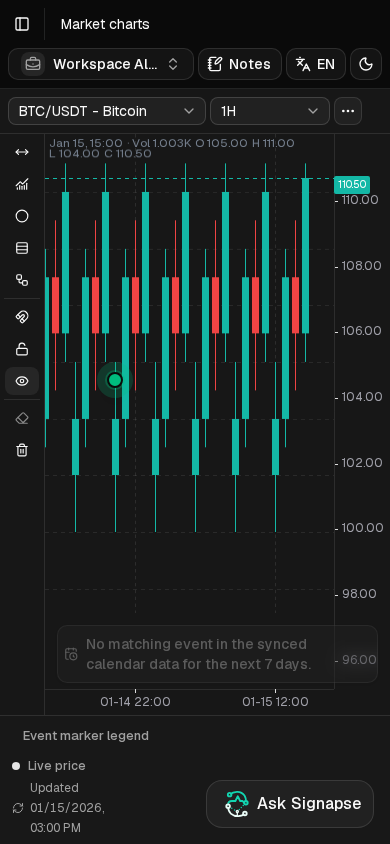 Market charts
Workspace Al...
Notes
EN
BTC/USDT - Bitcoin
1H
Jan 15, 15:00 · Vol 1.003K O 105.00 H 111.00
L 104.00 C 110.50
110.50
110.00
108.00
106.00
104.00
102.00
100.00
98.00
96.00
No matching event in the synced
calendar data for the next 7 days.
01-14 22:00
01-15 12:00
Event marker legend
Live price
Updated
01/15/2026,
03:00 PM
Ask Signapse